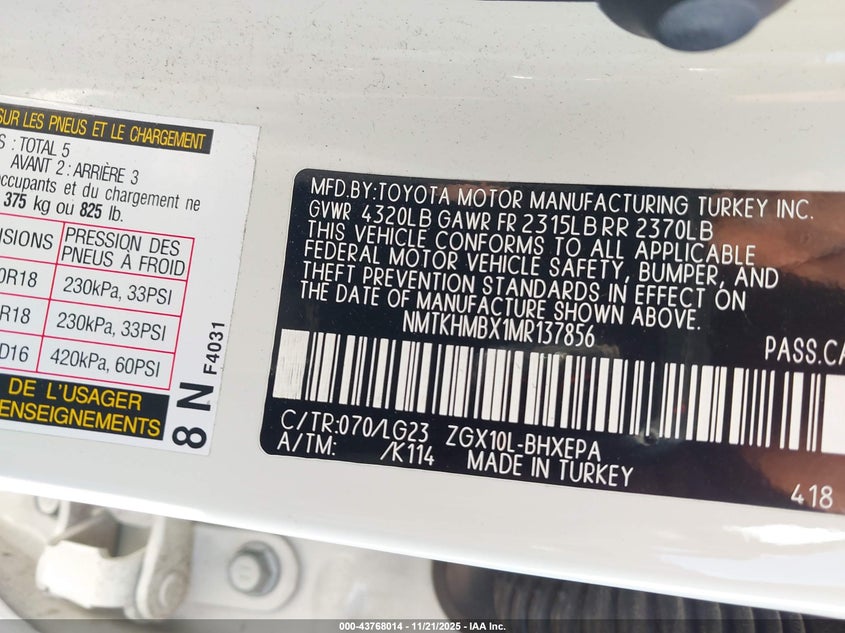 SUR LES PNEUS ET LE CHARGEMENT
S : TOTAL 5
AVANT 2 : ARRIÈRE 3
occupants et du chargement ne
375 kg ou 825 lb.
PRESSION DES
PNEUS À FROID
0R18 230kPa, 33PSI
R18 230kPa, 33PSI
D16 420kPa, 60PSI
DE L'USAGER
ENSEIGNEMENTS
8 N F4031
MFD.BY:TOYOTA MOTOR MANUFACTURING TURKEY INC.
GVWR 4320LB GAWR FR 2315LB RR 2370LB
THIS VEHICLE CONFORMS TO ALL APPLICABLE
FEDERAL MOTOR VEHICLE SAFETY, BUMPER, AND
THEFT PREVENTION STANDARDS IN EFFECT ON
THE DATE OF MANUFACTURE SHOWN ABOVE.
NMTKHMBX1MR137856
PASS.CA
C/TR:070/LG23 ZGX10L-BHXEPA
A/TM: /K114 MADE IN TURKEY
418
000-43768014 - 11/21/2025 - IAA Inc.